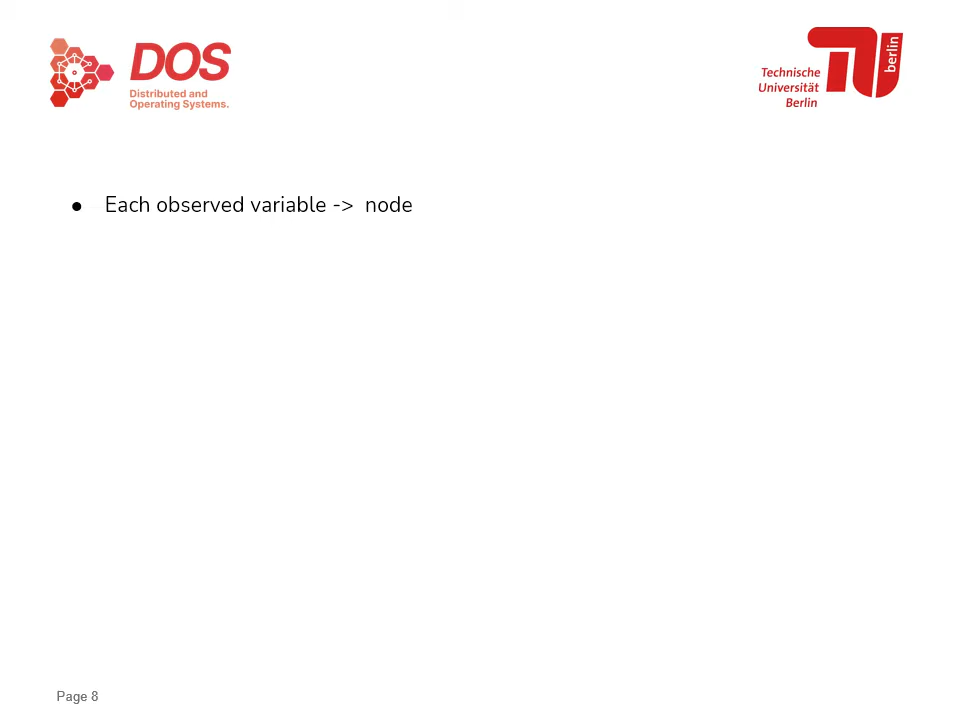 DOS
Distributed and
Operating Systems.
Technische
Universität
Berlin
berlin
● Each observed variable -> node
Page 8